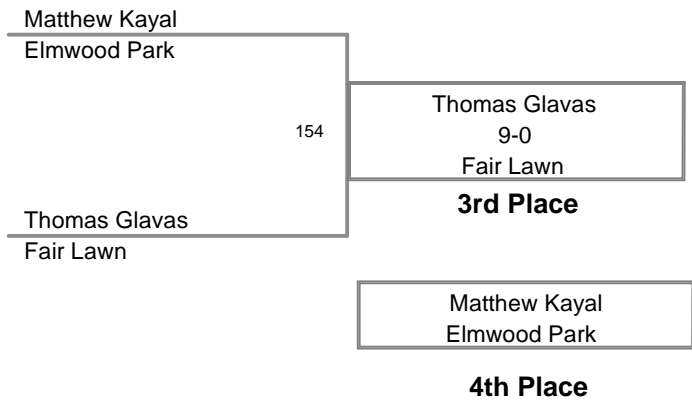 Matthew Kayal
Elmwood Park
Thomas Glavas
9-0
154
Fair Lawn
3rd Place
Thomas Glavas
Fair Lawn
Matthew Kayal
Elmwood Park
4th Place